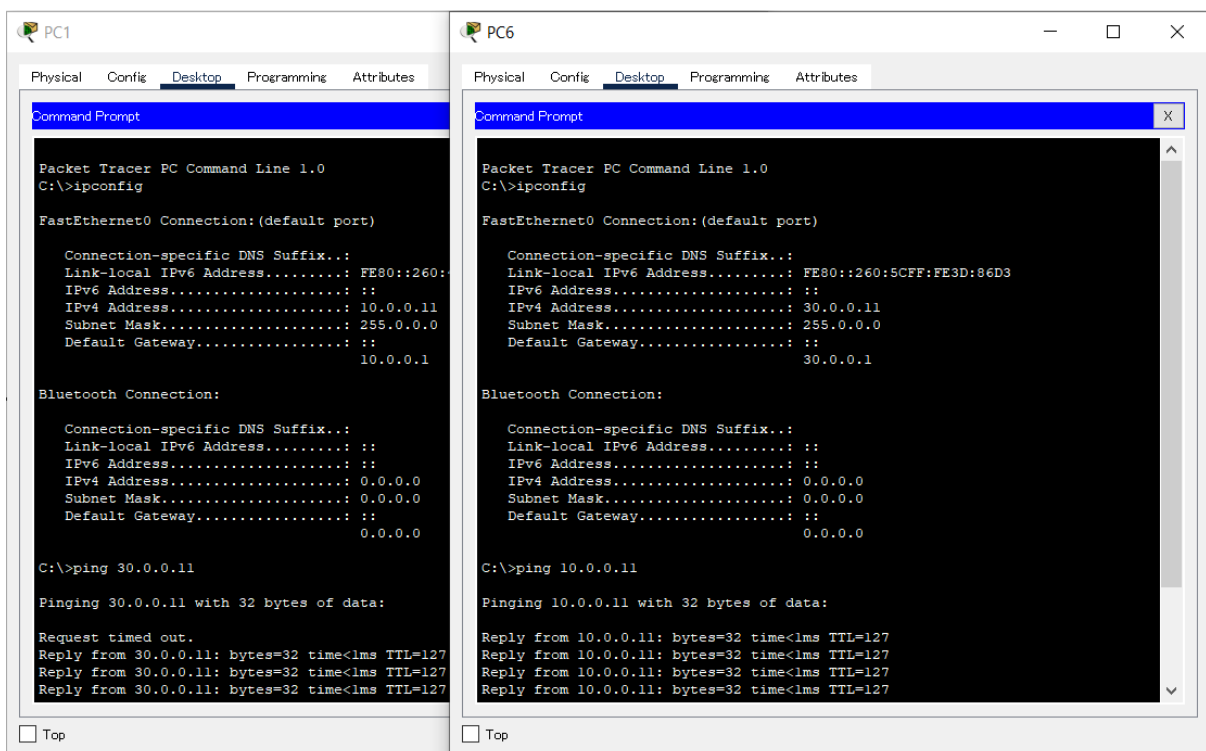 PC1
Physical Config Desktop Programming Attributes
Command Prompt
Packet Tracer PC Command Line 1.0
C:\>ipconfig
FastEthernet0 Connection:(default port)
Connection-specific DNS Suffix..:
Link-local IPv6 Address.........: FE80::260:
IPv6 Address....................: ::
IPv4 Address....................: 10.0.0.11
Subnet Mask.....................: 255.0.0.0
Default Gateway.................: ::
10.0.0.1
Bluetooth Connection:
Connection-specific DNS Suffix..:
Link-local IPv6 Address.........: ::
IPv6 Address....................: ::
IPv4 Address....................: 0.0.0.0
Subnet Mask.....................: 0.0.0.0
Default Gateway.................: ::
0.0.0.0
C:\>ping 30.0.0.11
Pinging 30.0.0.11 with 32 bytes of data:
Request timed out.
Reply from 30.0.0.11: bytes=32 time<1ms TTL=127
Reply from 30.0.0.11: bytes=32 time<1ms TTL=127
Reply from 30.0.0.11: bytes=32 time<1ms TTL=127
Top
PC6
Physical Config Desktop Programming Attributes
Command Prompt
X
Packet Tracer PC Command Line 1.0
C:\>ipconfig
FastEthernet0 Connection:(default port)
Connection-specific DNS Suffix..:
Link-local IPv6 Address.........: FE80::260:5CFF:FE3D:86D3
IPv6 Address....................: ::
IPv4 Address....................: 30.0.0.11
Subnet Mask.....................: 255.0.0.0
Default Gateway.................: ::
30.0.0.1
Bluetooth Connection:
Connection-specific DNS Suffix..:
Link-local IPv6 Address.........: ::
IPv6 Address....................: ::
IPv4 Address....................: 0.0.0.0
Subnet Mask.....................: 0.0.0.0
Default Gateway.................: ::
0.0.0.0
C:\>ping 10.0.0.11
Pinging 10.0.0.11 with 32 bytes of data:
Reply from 10.0.0.11: bytes=32 time<1ms TTL=127
Reply from 10.0.0.11: bytes=32 time<1ms TTL=127
Reply from 10.0.0.11: bytes=32 time<1ms TTL=127
Reply from 10.0.0.11: bytes=32 time<1ms TTL=127
Top